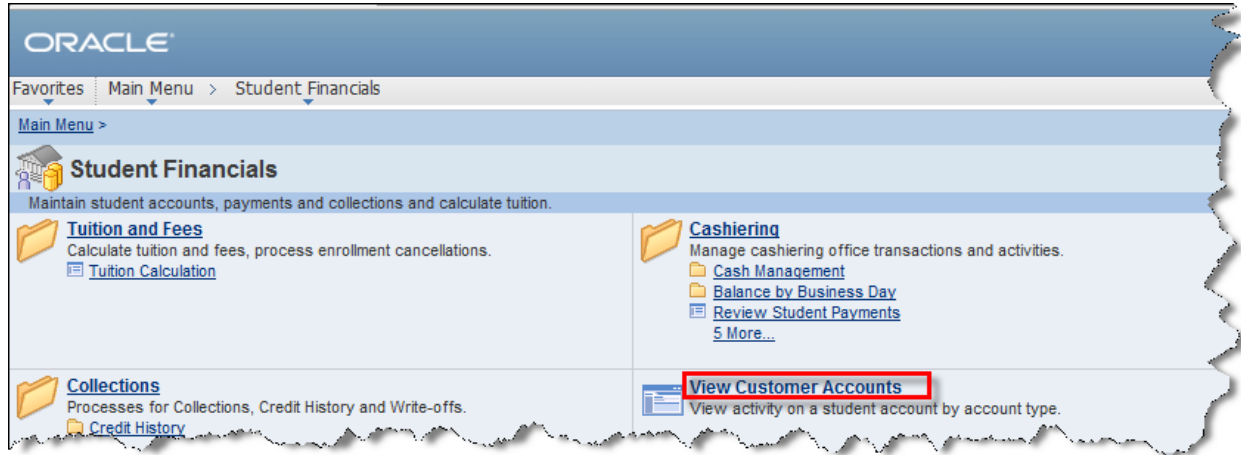 ORACLE
Favorites Main Menu > Student Financials
Main Menu >
Student Financials
Maintain student accounts, payments and collections and calculate tuition.
Tuition and Fees
Calculate tuition and fees, process enrollment cancellations.
Tuition Calculation
Cashiering
Manage cashiering office transactions and activities.
Cash Management
Balance by Business Day
Review Student Payments
5 More...
Collections
Processes for Collections, Credit History and Write-offs.
Credit History
View Customer Accounts
View activity on a student account by account type.